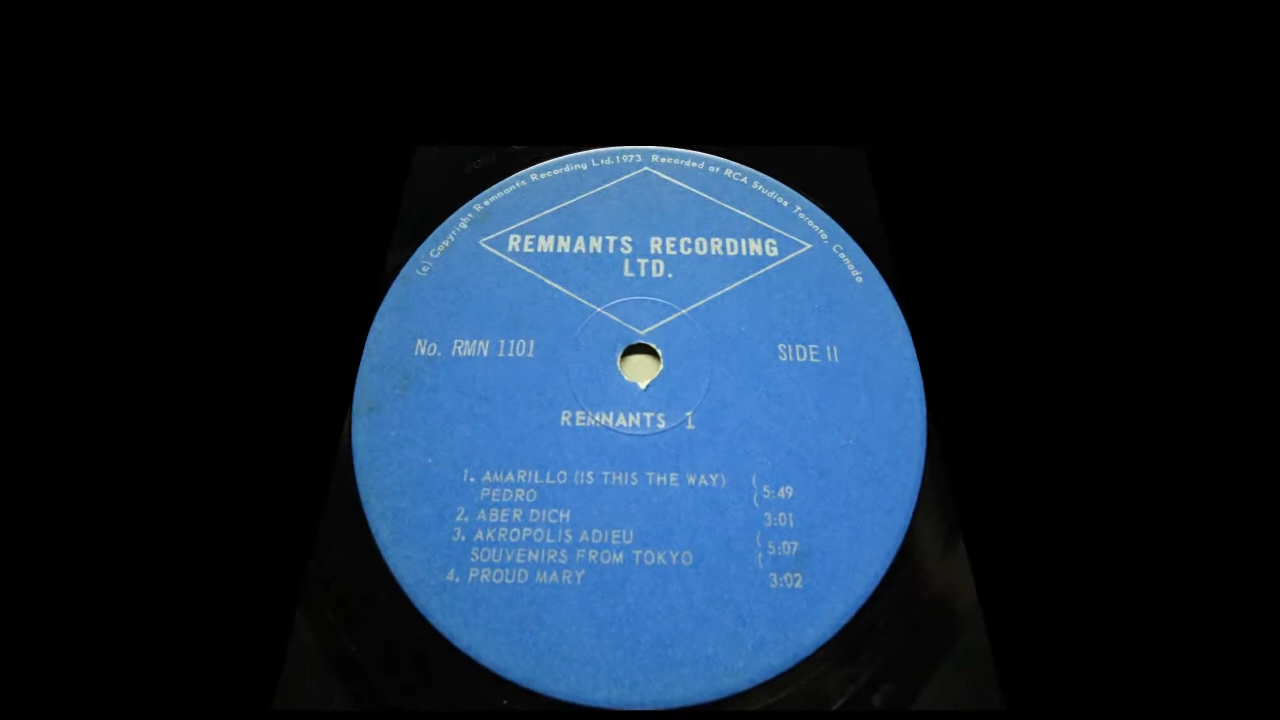 (c) Copyright Remnants Recording Ltd. 1973 Recorded at RCA Studios Toronto, Canada
REMNANTS RECORDING
LTD.
No. RMN 1101
SIDE II
REMNANTS 1
1. AMARILLO (IS THIS THE WAY)
PEDRO 5:49
2. ABER DICH 3:01
3. AKROPOLIS ADIEU
SOUVENIRS FROM TOKYO 5:07
4. PROUD MARY 3:02